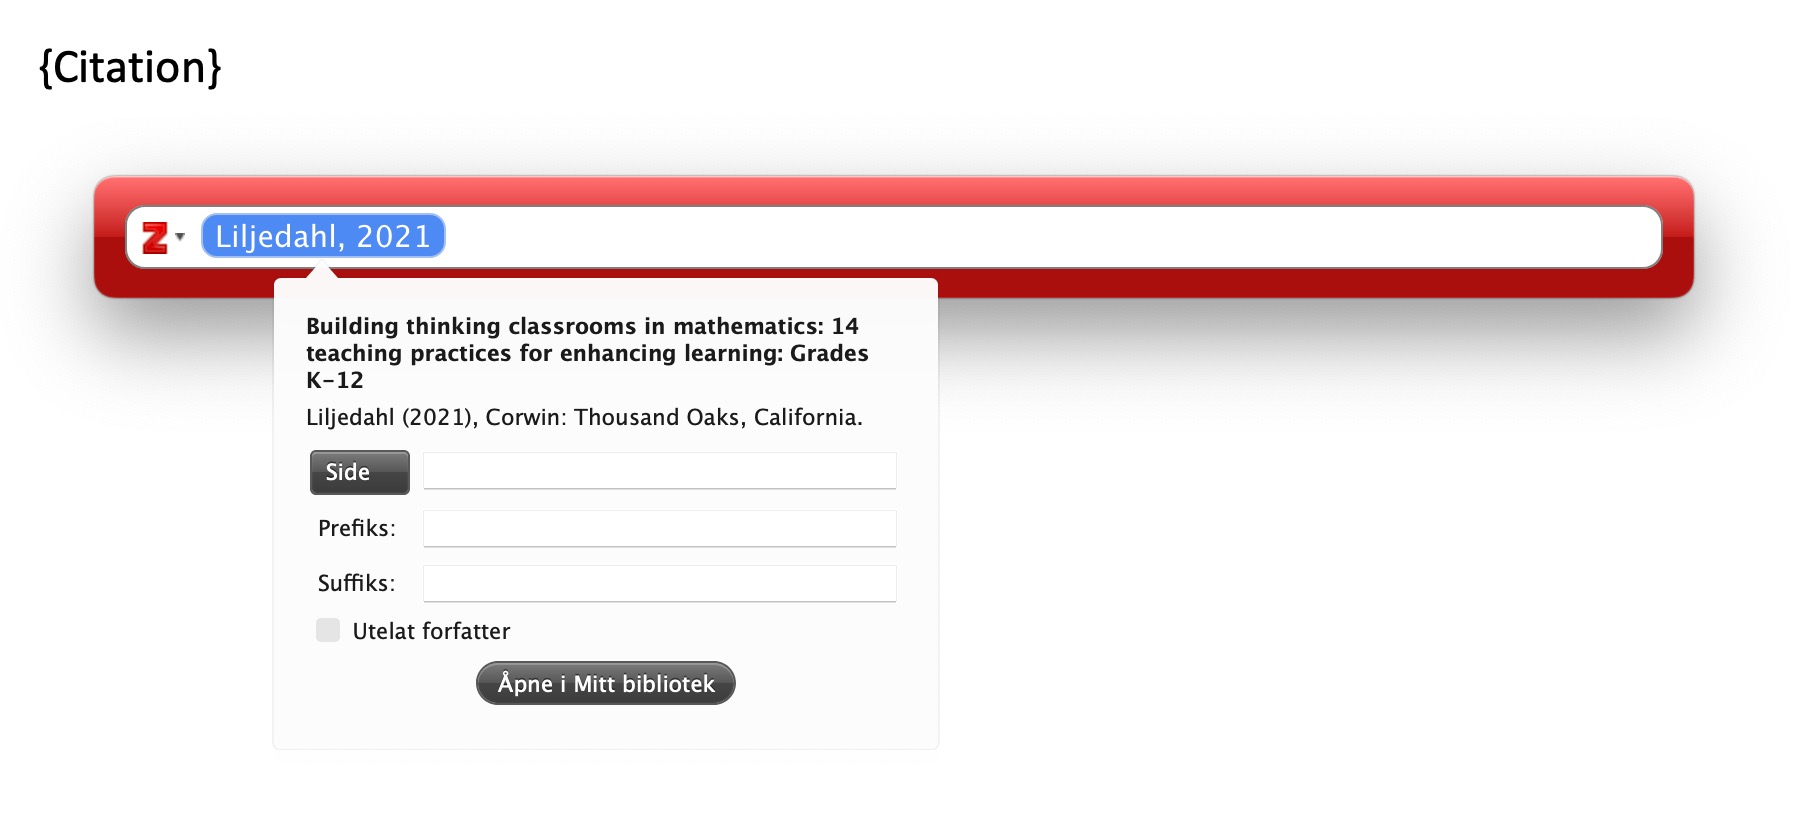 {Citation}
Z Liljedahl, 2021
Building thinking classrooms in mathematics: 14
teaching practices for enhancing learning: Grades
K–12
Liljedahl (2021), Corwin: Thousand Oaks, California.
Side
Prefiks:
Suffiks:
Utelat forfatter
Åpne i Mitt bibliotek